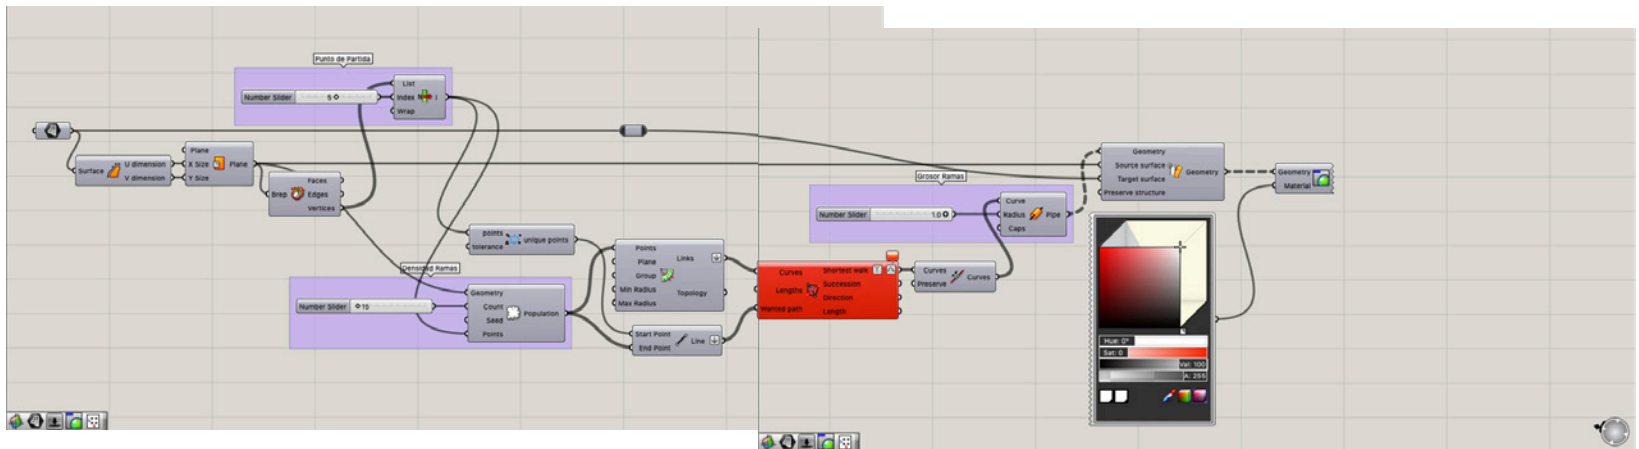 Punto de Partida
List
Number Slider 5
Index
i
Wrap
Surface
U dimension
V dimension
Plane
X Size
Y Size
Plane
Brep
Faces
Edges
Vertices
points
tolerance
unique points
Densidad Ramas
Number Slider 15
Geometry
Count
Seed
Points
Population
Points
Plane
Group
Min Radius
Max Radius
Links
Topology
Start Point
End Point
Line
Curves
Lengths
Wanted path
Shortest walk
Succession
Direction
Length
Curves
Preserve
Curves
Grosor Ramas
Number Slider 1.0
Curve
Radius
Caps
Pipe
Geometry
Source surface
Target surface
Preserve structure
Geometry
Geometry
Material
Hue: 0°
Sat: 0
Val: 100
A: 255